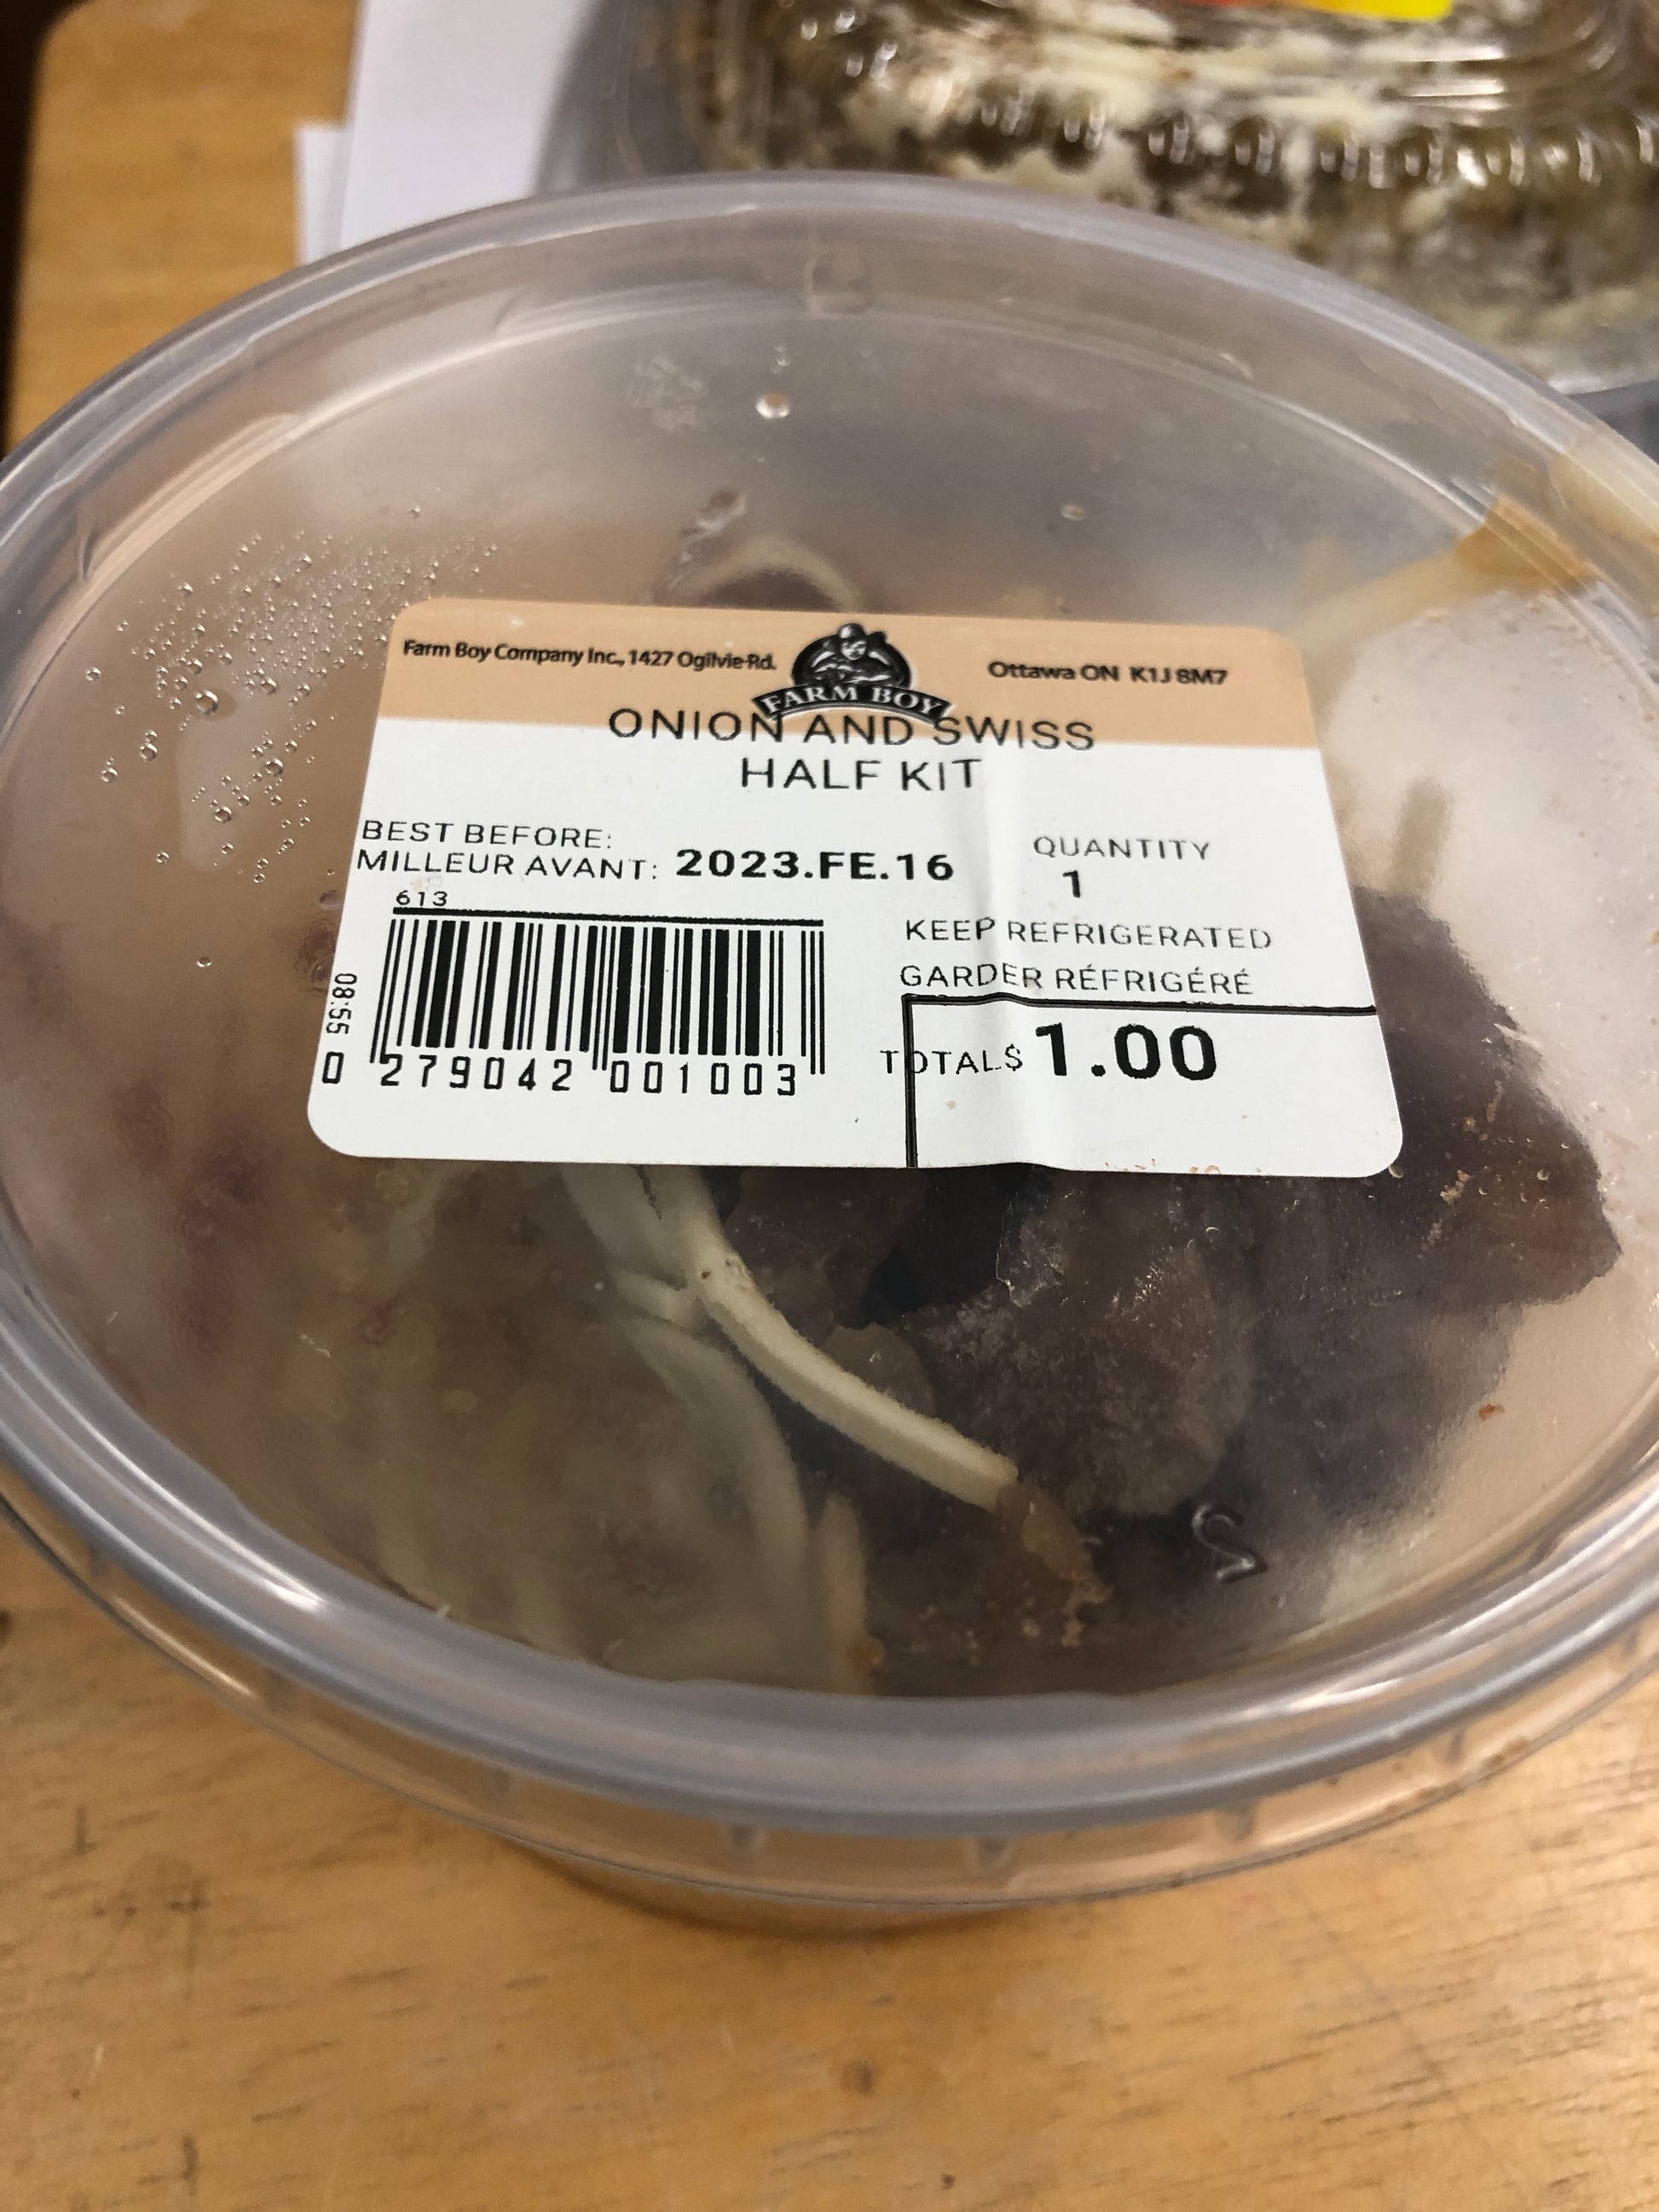 Farm Boy Company Inc., 1427 Ogilvie Rd.
FARM BOY
Ottawa ON K1J 8M7
ONION AND SWISS
HALF KIT
BEST BEFORE:
MILLEUR AVANT: 2023.FE.16
QUANTITY
1
613
KEEP REFRIGERATED
GARDER RÉFRIGÉRÉ
08:55
0 279042 001003
TOTAL$ 1.00
2